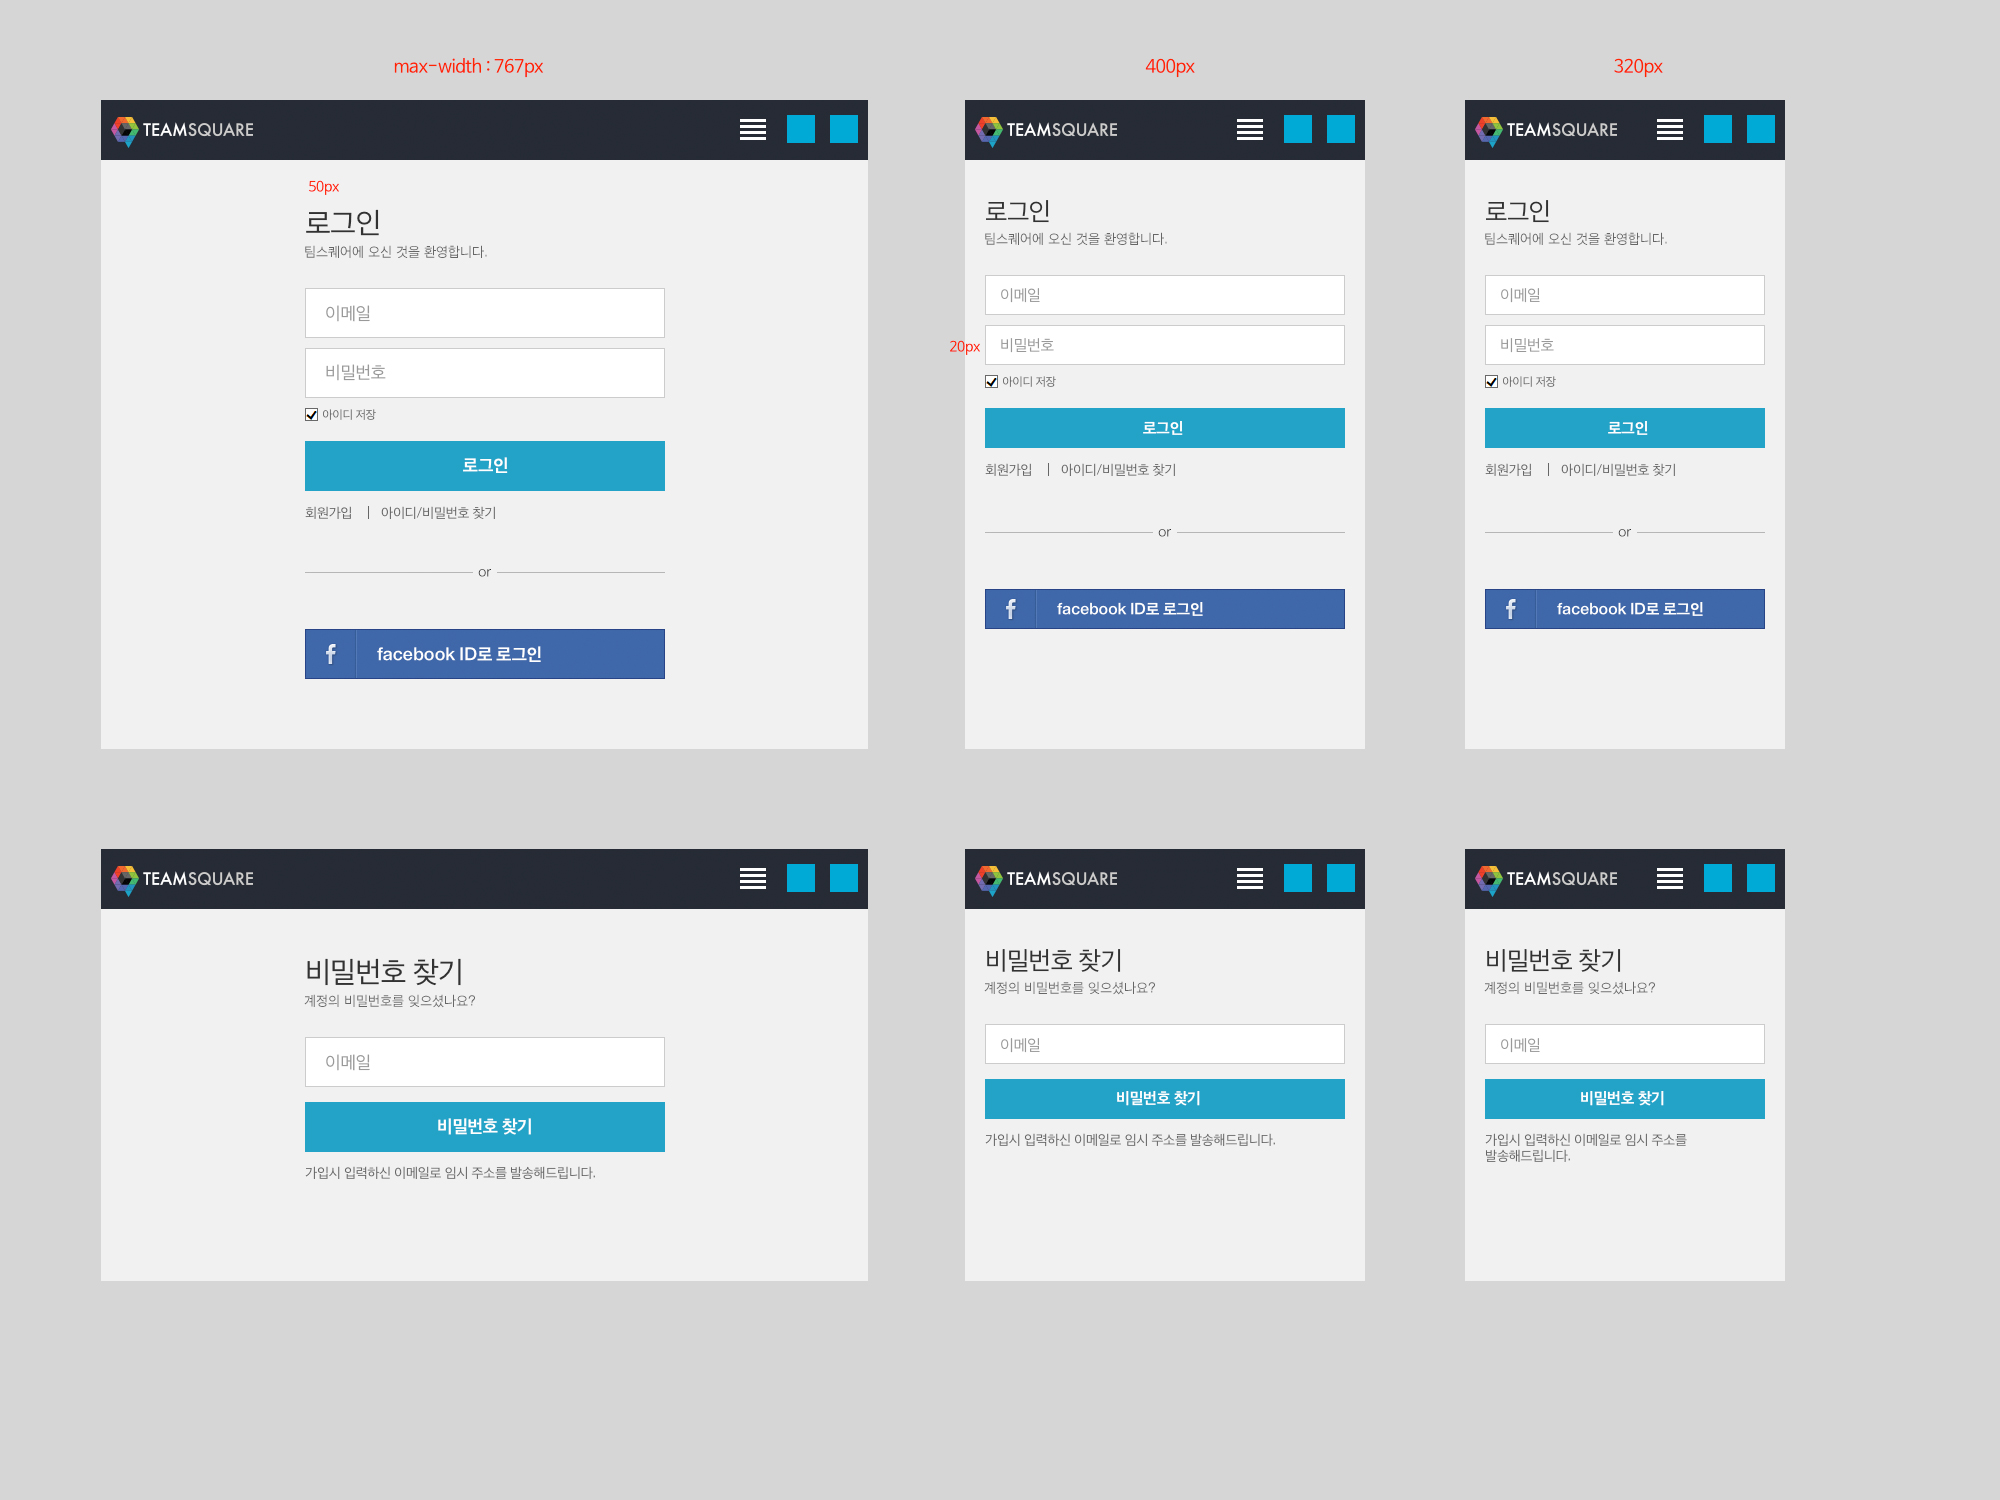 max-width : 767px
400px
320px
TEAMSQUARE
50px
로그인
팀스퀘어에 오신 것을 환영합니다.
이메일
비밀번호
아이디 저장
로그인
회원가입 | 아이디/비밀번호 찾기
or
f facebook ID로 로그인
TEAMSQUARE
로그인
팀스퀘어에 오신 것을 환영합니다.
이메일
20px
비밀번호
아이디 저장
로그인
회원가입 | 아이디/비밀번호 찾기
or
f facebook ID로 로그인
TEAMSQUARE
로그인
팀스퀘어에 오신 것을 환영합니다.
이메일
비밀번호
아이디 저장
로그인
회원가입 | 아이디/비밀번호 찾기
or
f facebook ID로 로그인
TEAMSQUARE
비밀번호 찾기
계정의 비밀번호를 잊으셨나요?
이메일
비밀번호 찾기
가입시 입력하신 이메일로 임시 주소를 발송해드립니다.
TEAMSQUARE
비밀번호 찾기
계정의 비밀번호를 잊으셨나요?
이메일
비밀번호 찾기
가입시 입력하신 이메일로 임시 주소를 발송해드립니다.
TEAMSQUARE
비밀번호 찾기
계정의 비밀번호를 잊으셨나요?
이메일
비밀번호 찾기
가입시 입력하신 이메일로 임시 주소를
발송해드립니다.